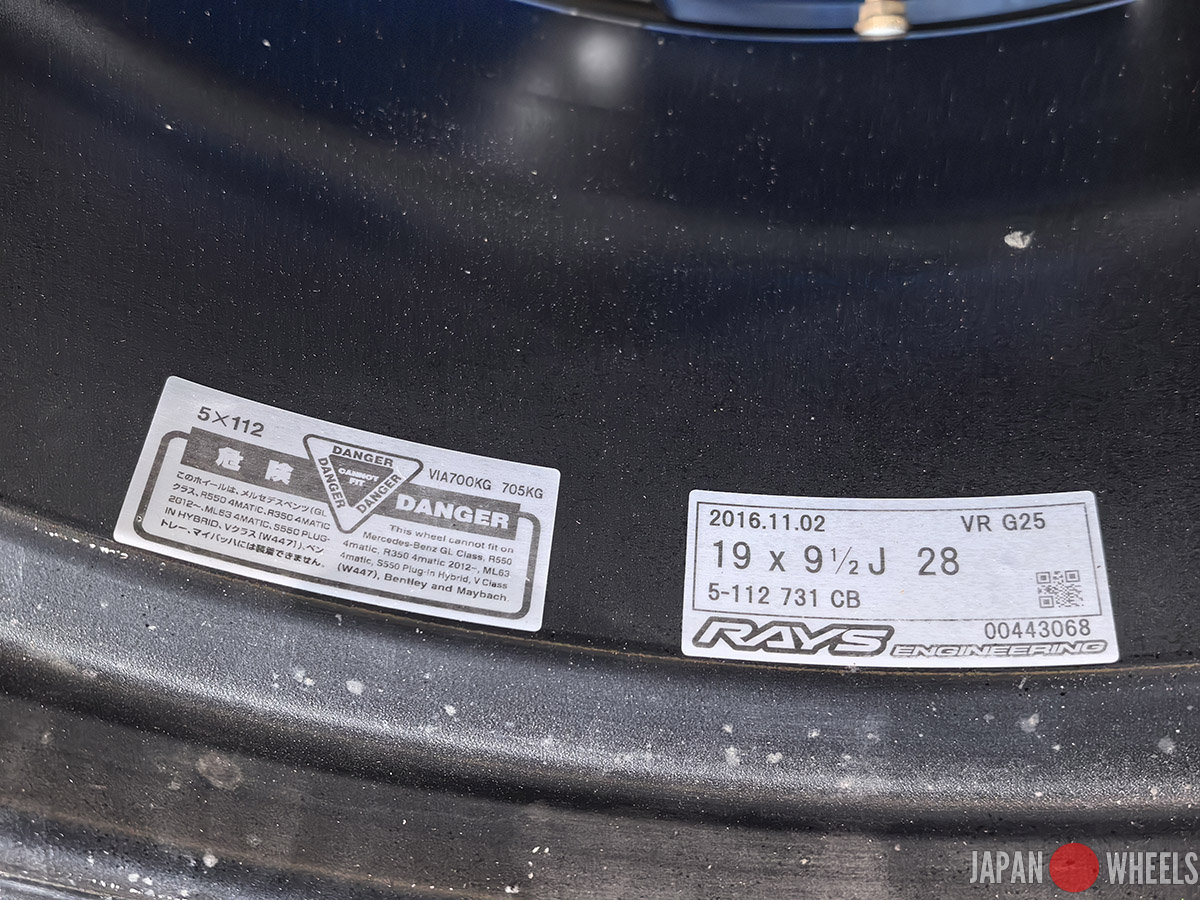 5×112
危険
DANGER
DANGER
DANGER
CANNOT
FIT
VIA700KG 705KG
DANGER
このホイールは、メルセデスベンツ(GL
クラス、R550 4MATIC、R350 4MATIC
2012~、ML63 4MATIC、S550 PLUG-
IN HYBRID、Vクラス [W447])、ベン
トレー、マイバッハには装着できません。
This wheel cannot fit on
Mercedes-Benz GL Class, R550
4matic, R350 4matic 2012~, ML63
4matic, S550 Plug-in Hybrid, V Class
(W447), Bentley and Maybach.
2016.11.02 VR G25
19 x 9 1/2 J 28
5-112 731 CB
00443068
RAYS ENGINEERING
JAPAN WHEELS